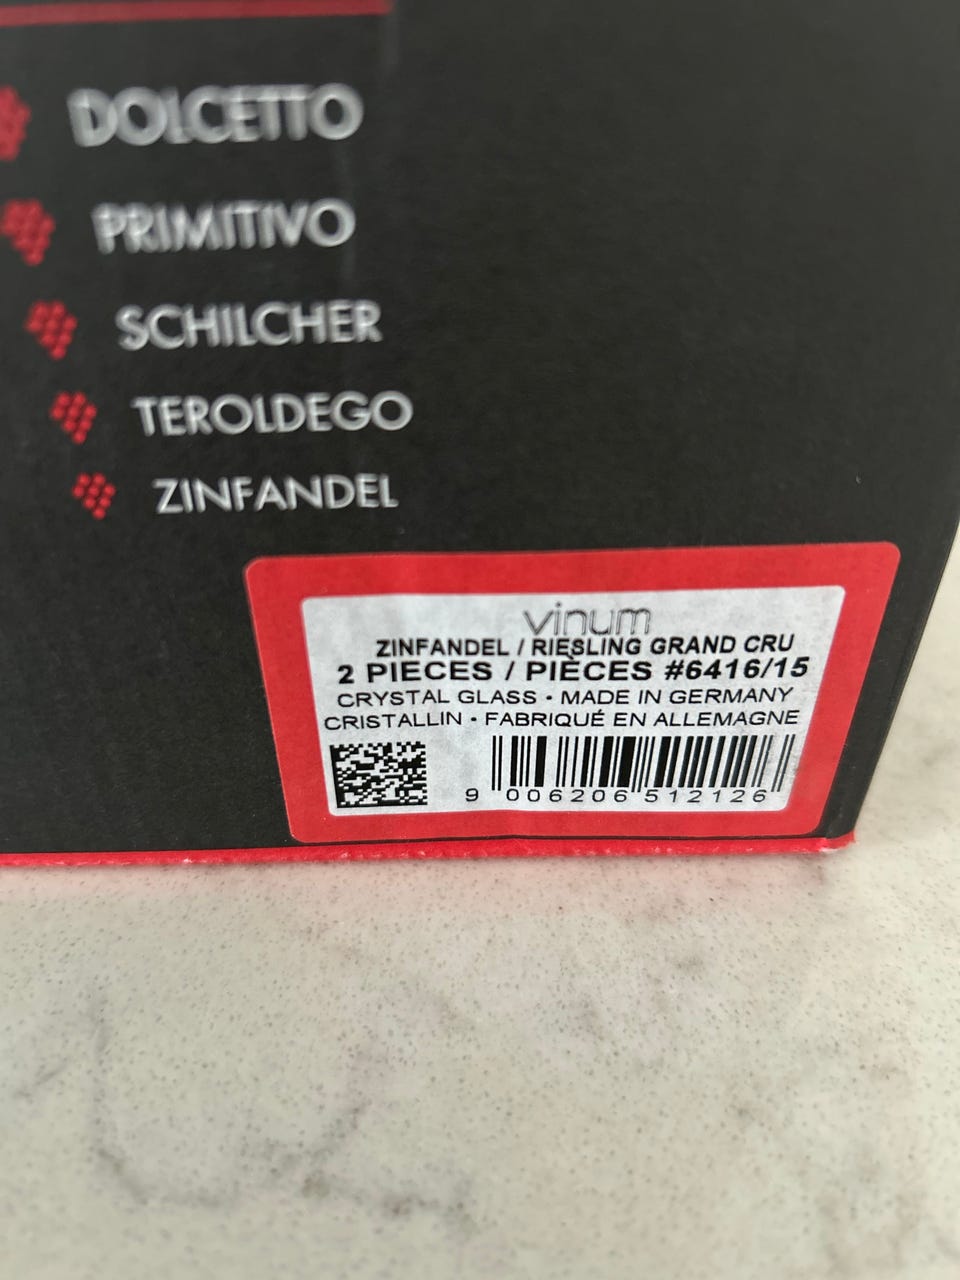 DOLCETTO
PRIMITIVO
SCHILCHER
TEROLDEGO
ZINFANDEL
vinum
ZINFANDEL / RIESLING GRAND CRU
2 PIECES / PIÈCES #6416/15
CRYSTAL GLASS • MADE IN GERMANY
CRISTALLIN • FABRIQUÉ EN ALLEMAGNE
9 006206 512126